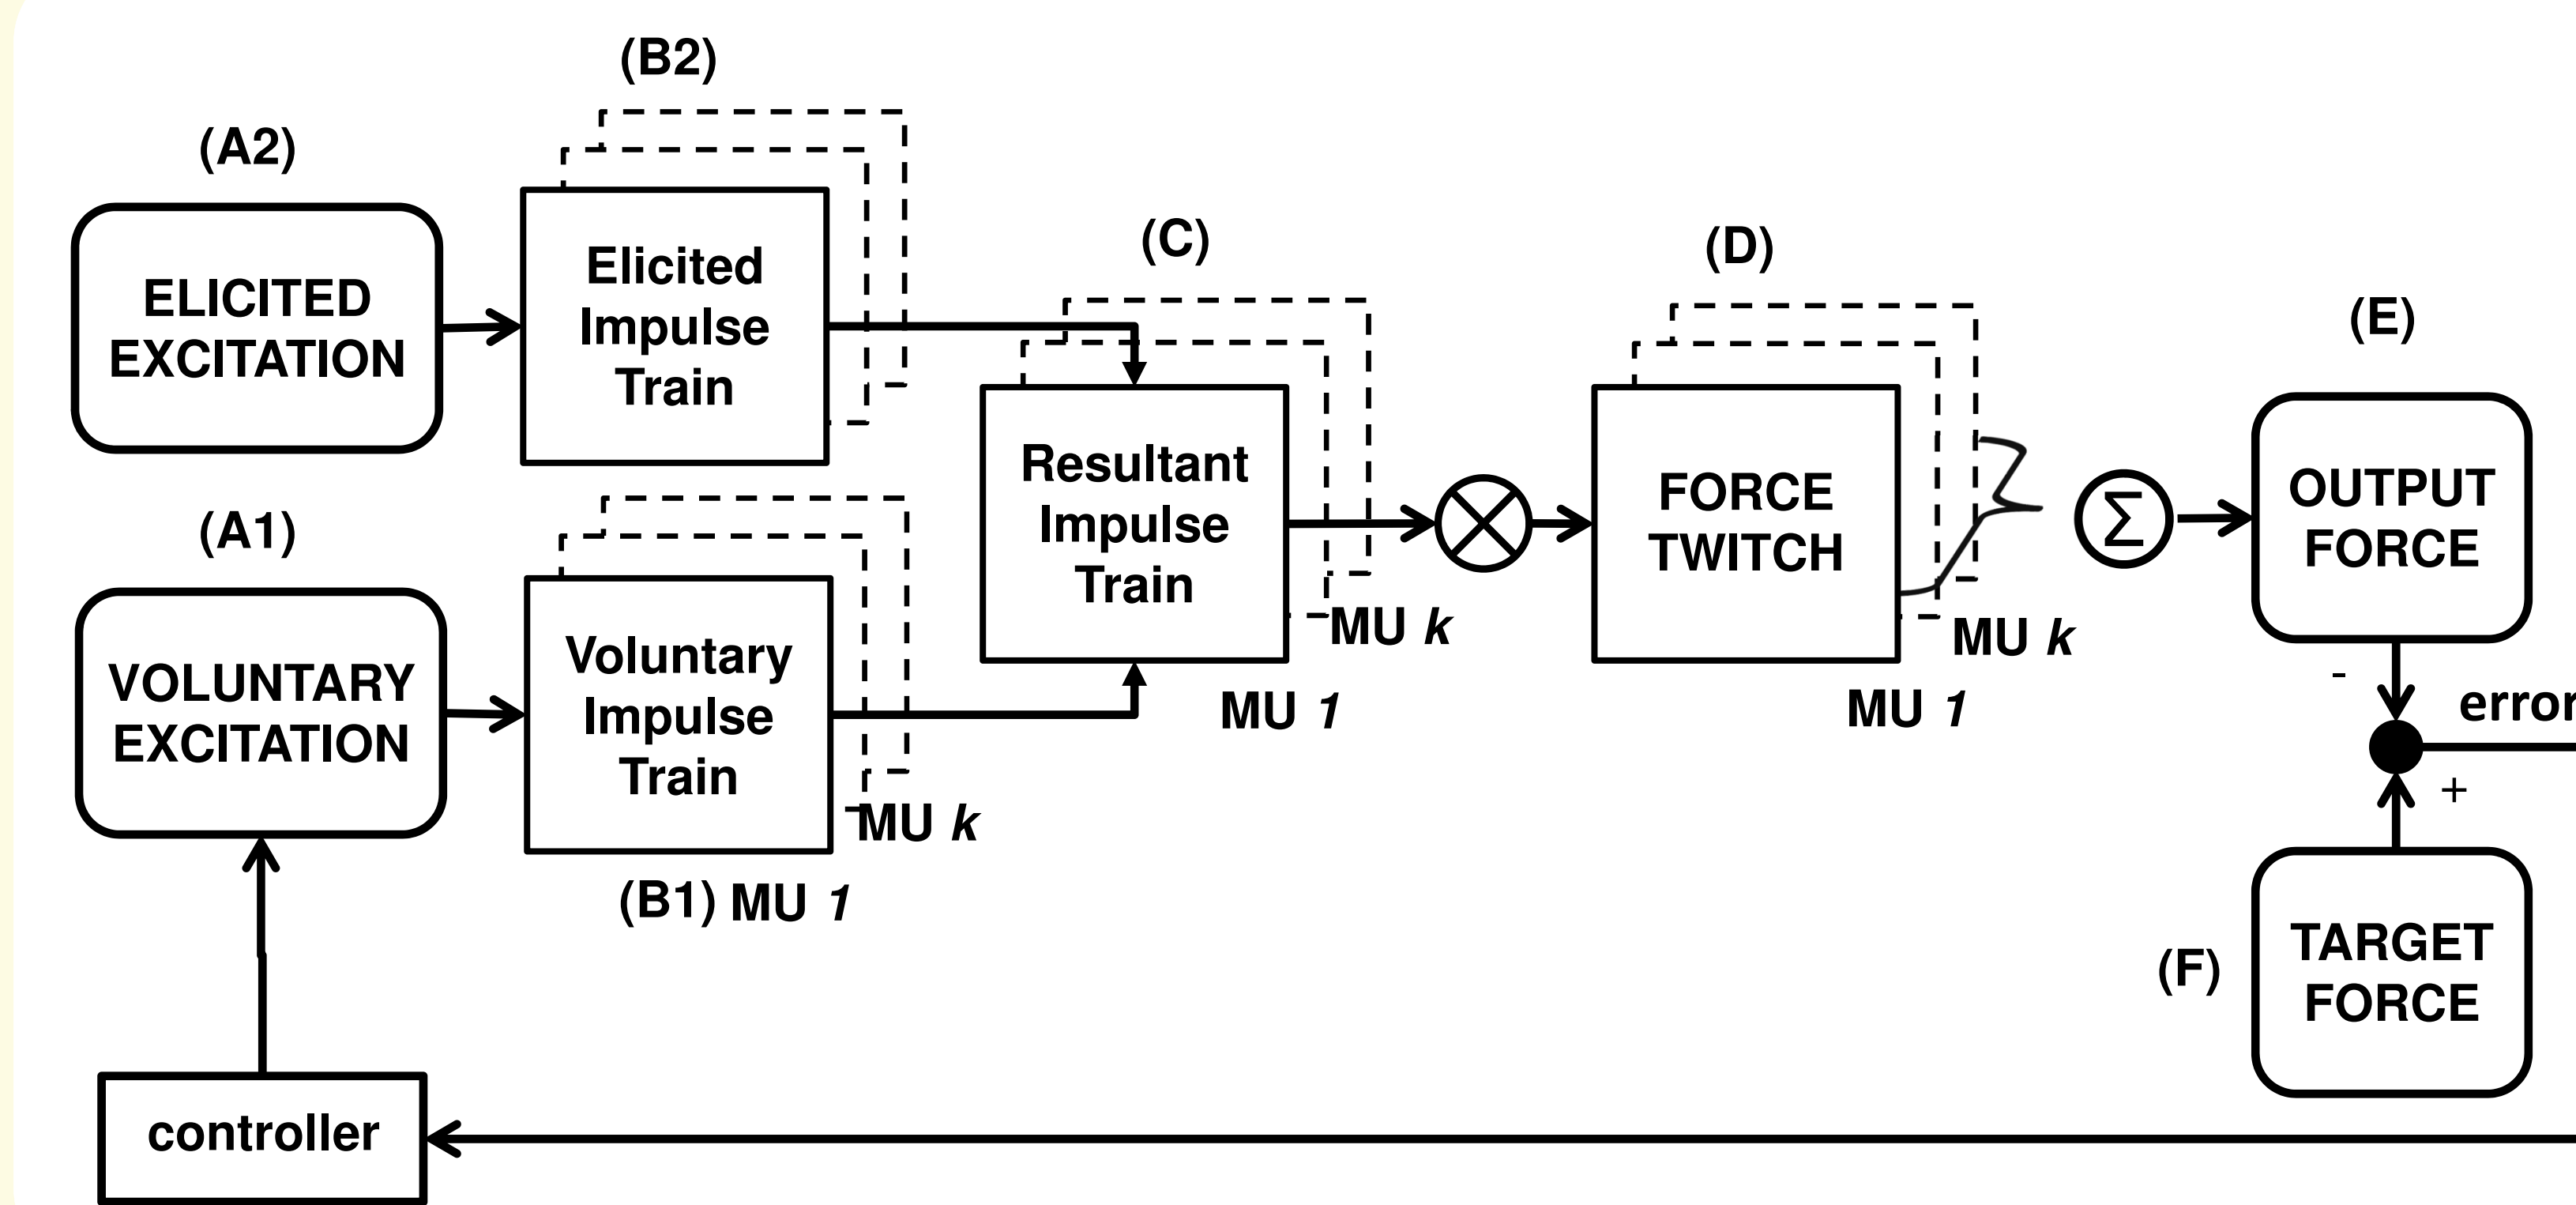 (B2)
(A2)
ELICITED
EXCITATION
Elicited
Impulse
Train
(C)
(D)
(E)
Resultant
Impulse
Train
MU k
MU 1
FORCE
TWITCH
MU k
MU 1
Σ
OUTPUT
FORCE
-
error
+
(A1)
VOLUNTARY
EXCITATION
Voluntary
Impulse
Train
MU k
(B1) MU 1
(F)
TARGET
FORCE
controller